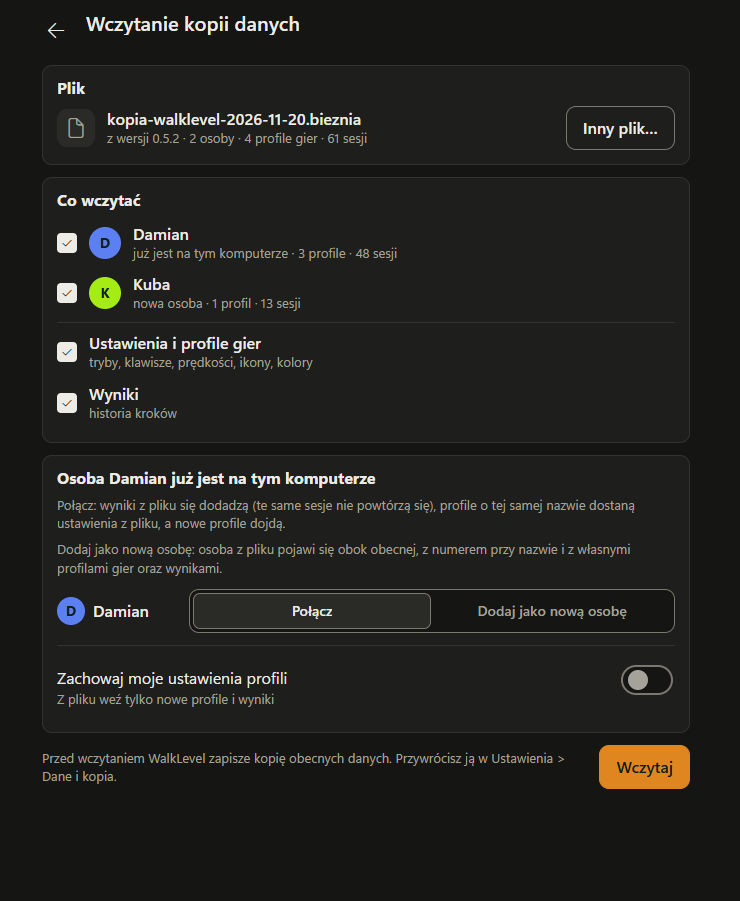 Wczytanie kopii danych
Plik
kopia-walklevel-2026-11-20.bieznia
z wersji 0.5.2 · 2 osoby · 4 profile gier · 61 sesji
Inny plik...
Co wczytać
D
Damian
już jest na tym komputerze · 3 profile · 48 sesji
K
Kuba
nowa osoba · 1 profil · 13 sesji
Ustawienia i profile gier
tryby, klawisze, prędkości, ikony, kolory
Wyniki
historia kroków
Osoba Damian już jest na tym komputerze
Połącz: wyniki z pliku się dodadzą (te same sesje nie powtórzą się), profile o tej samej nazwie dostaną
ustawienia z pliku, a nowe profile dojdą.
Dodaj jako nową osobę: osoba z pliku pojawi się obok obecnej, z numerem przy nazwie i z własnymi
profilami gier oraz wynikami.
D
Damian
Połącz
Dodaj jako nową osobę
Zachowaj moje ustawienia profili
Z pliku weź tylko nowe profile i wyniki
Przed wczytaniem WalkLevel zapisze kopię obecnych danych. Przywrócisz ją w Ustawienia >
Dane i kopia.
Wczytaj